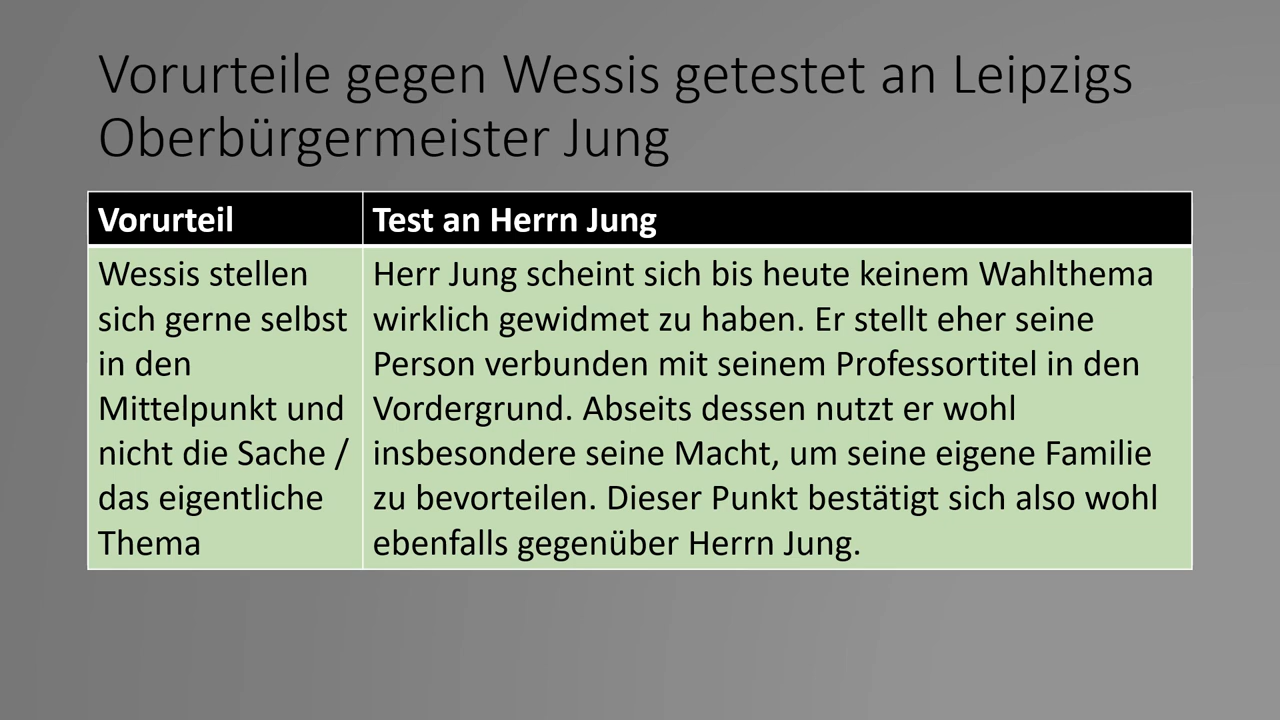 Vorurteile gegen Wessis getestet an Leipzigs
Oberbürgermeister Jung
Vorurteil
Test an Herrn Jung
Wessis stellen
sich gerne selbst
in den
Mittelpunkt und
nicht die Sache /
das eigentliche
Thema
Herr Jung scheint sich bis heute keinem Wahlthema
wirklich gewidmet zu haben. Er stellt eher seine
Person verbunden mit seinem Professortitel in den
Vordergrund. Abseits dessen nutzt er wohl
insbesondere seine Macht, um seine eigene Familie
zu bevorteilen. Dieser Punkt bestätigt sich also wohl
ebenfalls gegenüber Herrn Jung.